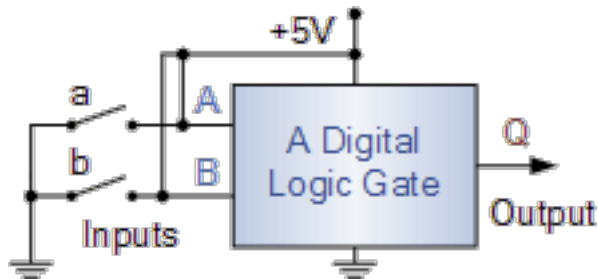 +5V
a
A
A Digital
Logic Gate
Q
b
B
Inputs
Output